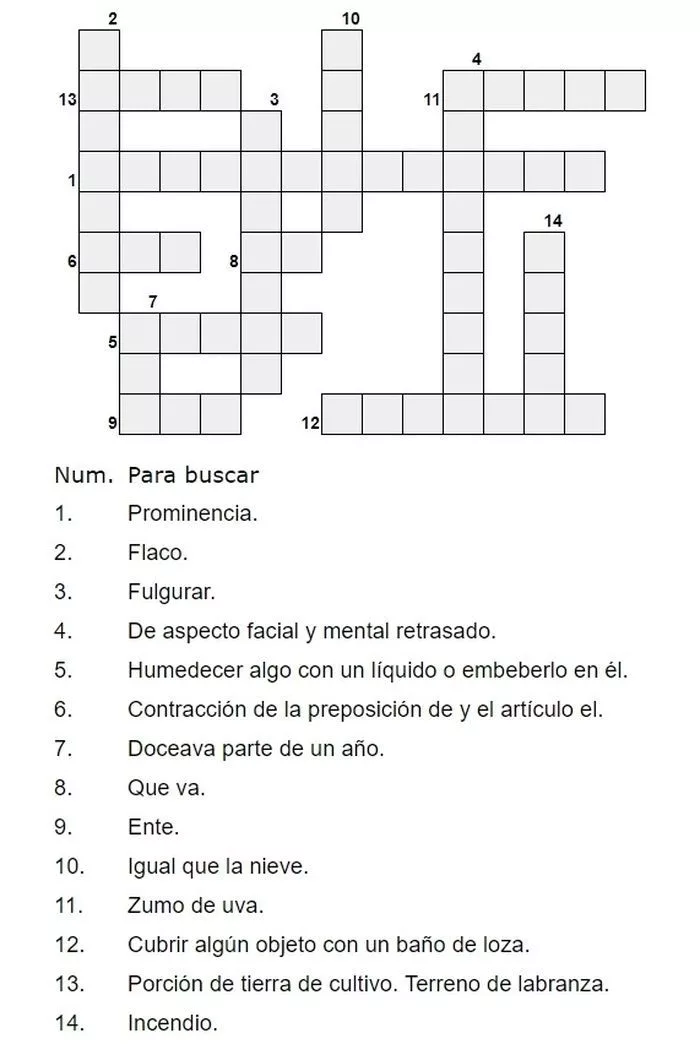 2 10
4
13 3 11
1
14
6 8
7
5
9 12
Num. Para buscar
1. Prominencia.
2. Flaco.
3. Fulgurar.
4. De aspecto facial y mental retrasado.
5. Humedecer algo con un líquido o embeberlo en él.
6. Contracción de la preposición de y el artículo el.
7. Doceava parte de un año.
8. Que va.
9. Ente.
10. Igual que la nieve.
11. Zumo de uva.
12. Cubrir algún objeto con un baño de loza.
13. Porción de tierra de cultivo. Terreno de labranza.
14. Incendio.